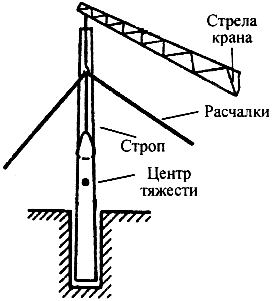 Стрела
крана
Расчалки
Строп
Центр
тяжести